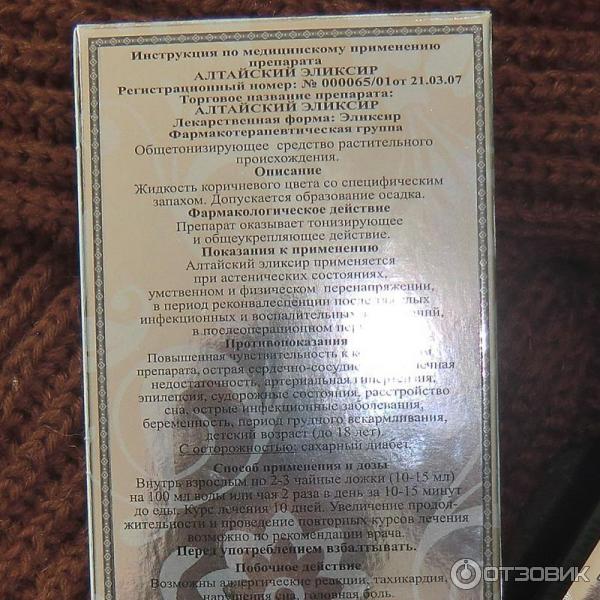 Инструкция по медицинскому применению
препарата
АЛТАЙСКИЙ ЭЛИКСИР
Регистрационный номер: № 000065/01от 21.03.07
Торговое название препарата:
АЛТАЙСКИЙ ЭЛИКСИР
Лекарственная форма: Эликсир
Фармакотерапевтическая группа
Общетонизирующее средство растительного
происхождения.
Описание
Жидкость коричневого цвета со специфическим
запахом. Допускается образование осадка.
Фармакологическое действие
Препарат оказывает тонизирующее
и общеукрепляющее действие.
Показания к применению
Алтайский эликсир применяется
при астенических состояниях,
умственном и физическом перенапряжении,
в период реконвалесценции после тяжелых
инфекционных и воспалительных
в послеоперационном
Противопоказания
Повышенная чувствительность к
препарата, острая сердечно-сосудис
недостаточность, артериальная гипертензия,
эпилепсия, судорожные состояния, расстройство
сна, острые инфекционные заболевания,
беременность, период грудного вскармливания,
детский возраст (до 18 лет)
С осторожностью: сахарный диабет.
Способ применения и дозы
Внутрь взрослым по 2-3 чайные ложки (10-15 мл)
на 100 мл воды или чая 2 раза в день за 10-15 минут
до еды. Курс лечения 10 дней. Увеличение продол-
жительности и проведение повторных курсов лечения
возможно по рекомендации врача.
Перед употреблением взбалтывать.
Побочное действие
Возможны аллергические реакции, тахикардия,
нарушения сна, головная боль.
ОТЗОВИК